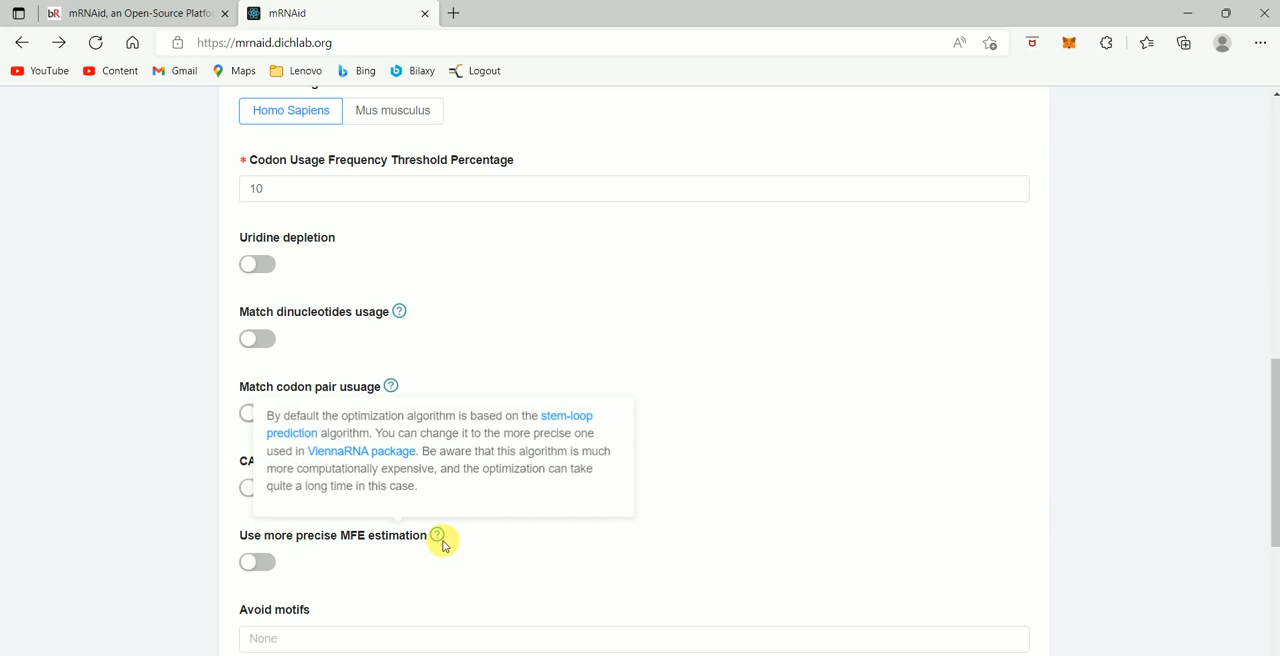 mRNAid, an Open-Source Platfo
mRNAid
https://mrnaid.dichlab.org
YouTube
Content
Gmail
Maps
Lenovo
Bing
Bilaxy
Logout
Homo Sapiens
Mus musculus
* Codon Usage Frequency Threshold Percentage
10
Uridine depletion
Match dinucleotides usage ?
Match codon pair usuage ?
By default the optimization algorithm is based on the stem-loop
prediction algorithm. You can change it to the more precise one
used in ViennaRNA package. Be aware that this algorithm is much
more computationally expensive, and the optimization can take
quite a long time in this case.
CA
Use more precise MFE estimation ?
Avoid motifs
None